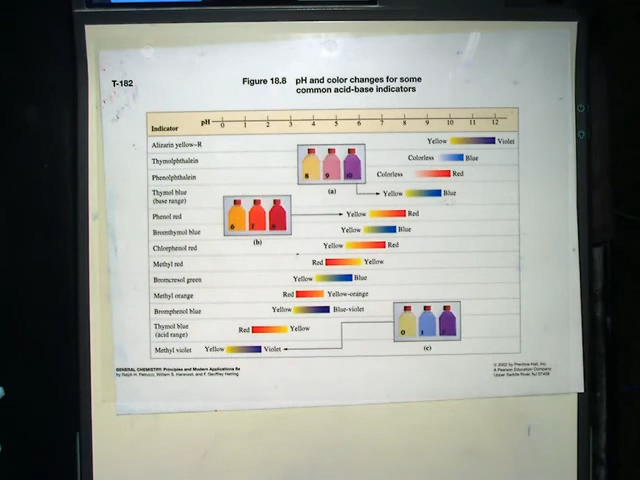 T-182
Figure 18.8 pH and color changes for some
common acid-base indicators
Indicator pH 0 1 2 3 4 5 6 7 8 9 10 11 12
Alizarin yellow–R Yellow Violet
Thymolphthalein Colorless Blue
Phenolphthalein Colorless Red
8 9 10
(a)
Thymol blue
(base range) Yellow Blue
Phenol red Yellow Red
6 7 8
(b)
Bromthymol blue Yellow Blue
Chlorphenol red Yellow Red
Methyl red Red Yellow
Bromcresol green Yellow Blue
Methyl orange Red Yellow-orange
Bromphenol blue Yellow Blue-violet
Thymol blue
(acid range) Red Yellow
0 1
(c)
Methyl violet Yellow Violet
GENERAL CHEMISTRY: Principles and Modern Applications 8e
by Ralph H. Petrucci, William S. Harwood, and F. Geoffrey Herring
© 2002 by Prentice Hall, Inc.
A Pearson Education Company
Upper Saddle River, NJ 07458